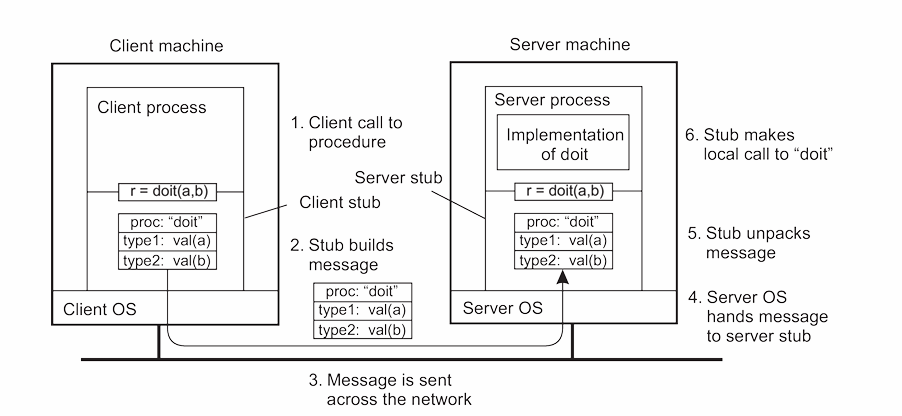 Client machine
Server machine
Client process
Server process
1. Client call to
procedure
Implementation
of doit
6. Stub makes
local call to “doit”
Server stub
r = doit(a,b)
r = doit(a,b)
Client stub
proc: “doit”
type1: val(a)
type2: val(b)
proc: “doit”
type1: val(a)
type2: val(b)
2. Stub builds
message
5. Stub unpacks
message
proc: “doit”
type1: val(a)
type2: val(b)
Client OS
Server OS
4. Server OS
hands message
to server stub
3. Message is sent
across the network